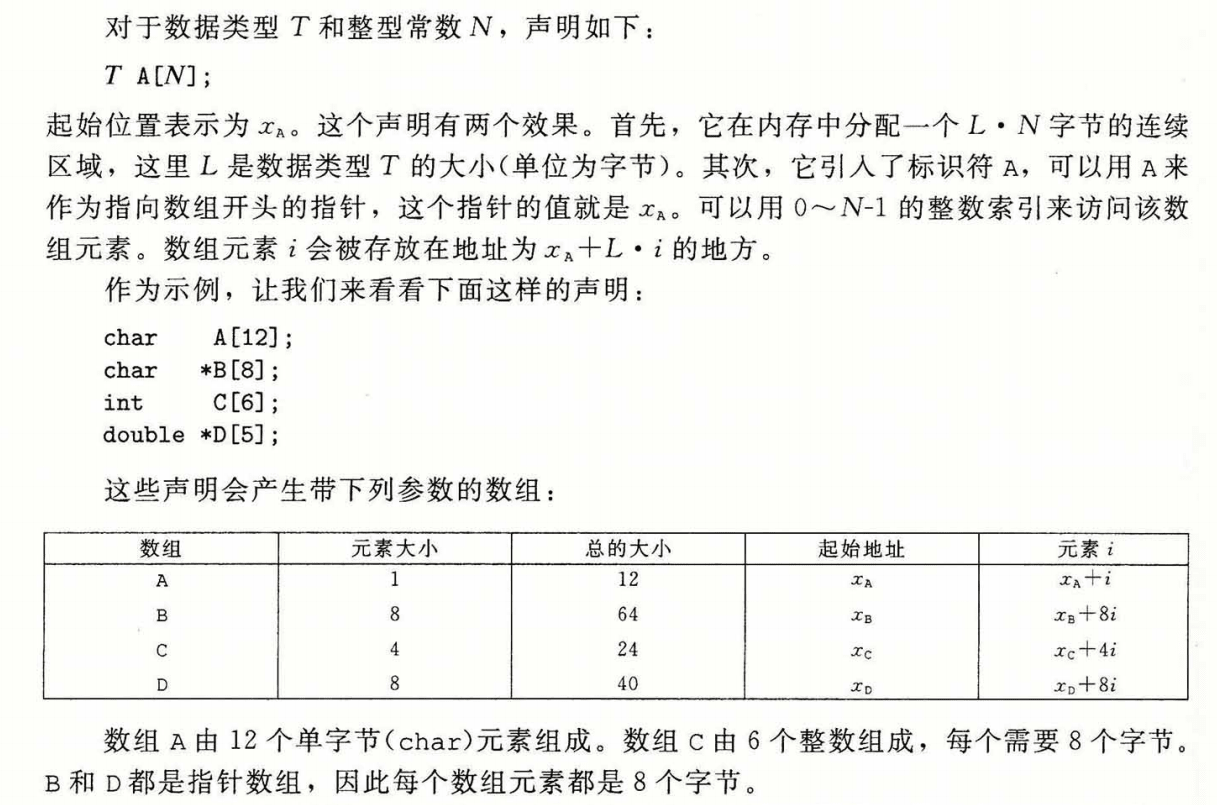 对于数据类型 T 和整型常数 N，声明如下：
T A[N];
起始位置表示为 xA。这个声明有两个效果。首先，它在内存中分配一个 L·N 字节的连续
区域，这里 L 是数据类型 T 的大小(单位为字节)。其次，它引入了标识符 A，可以用 A 来
作为指向数组开头的指针，这个指针的值就是 xA。可以用 0～N-1 的整数索引来访问该数
组元素。数组元素 i 会被存放在地址为 xA+L·i 的地方。
作为示例，让我们来看看下面这样的声明：
char A[12];
char *B[8];
int C[6];
double *D[5];
这些声明会产生带下列参数的数组：
数组 元素大小 总的大小 起始地址 元素 i
A 1 12 xA xA+i
B 8 64 xB xB+8i
C 4 24 xC xC+4i
D 8 40 xD xD+8i
数组 A 由 12 个单字节(char)元素组成。数组 C 由 6 个整数组成，每个需要 8 个字节。
B 和 D 都是指针数组，因此每个数组元素都是 8 个字节。